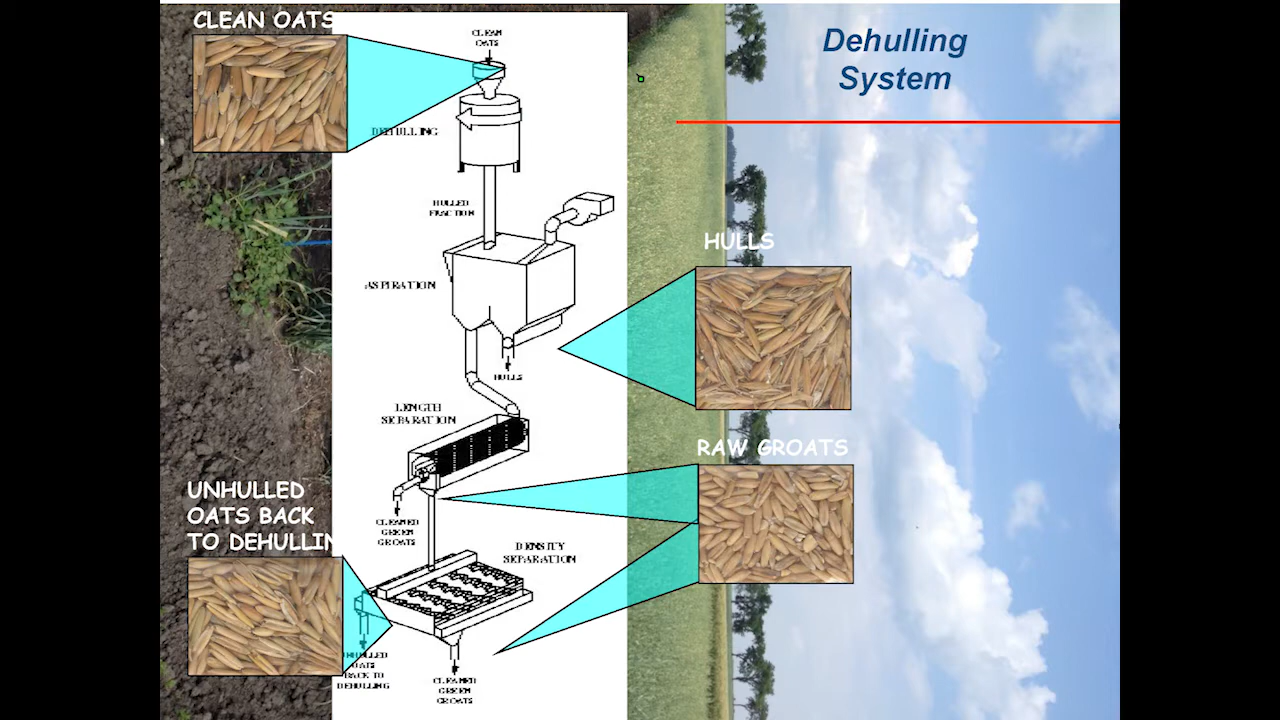 CLEAN OATS
Dehulling
System
CLEAN
OATS
DEHULLING
HULLED
FRACTION
HULLS
ASPIRATION
HULLS
LENGTH
SEPARATION
RAW GROATS
UNHULLED
OATS BACK
TO DEHULLIN
CLEANED
GREEN
GROATS
DENSITY
SEPARATION
UNHULLED
OATS
BACK TO
DEHULLING
CLEANED
GREEN
GROATS